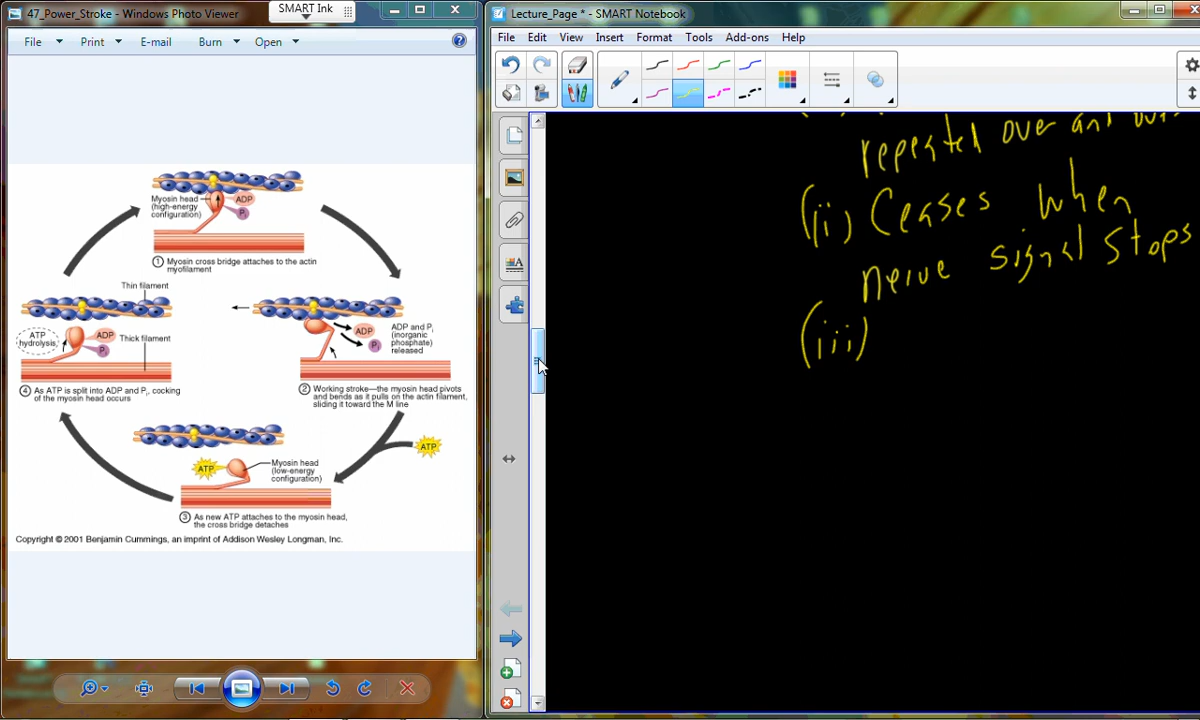 47_Power_Stroke - Windows Photo Viewer
SMART Ink
File Print E-mail Burn Open
Myosin head
(high-energy
configuration)
ADP
Pi
1 Myosin cross bridge attaches to the actin
myofilament
Thin filament
ATP
hydrolysis
ADP
Pi
Thick filament
4 As ATP is split into ADP and Pi, cocking
of the myosin head occurs
ADP
Pi
ADP and Pi
(inorganic
phosphate)
released
2 Working stroke—the myosin head pivots
and bends as it pulls on the actin filament,
sliding it toward the M line
ATP
ATP
Myosin head
(low-energy
configuration)
3 As new ATP attaches to the myosin head,
the cross bridge detaches
Copyright © 2001 Benjamin Cummings, an imprint of Addison Wesley Longman, Inc.
Lecture_Page * - SMART Notebook
File Edit View Insert Format Tools Add-ons Help
repeated over and
(ii) Ceases when
nerve signal stops
(iii)